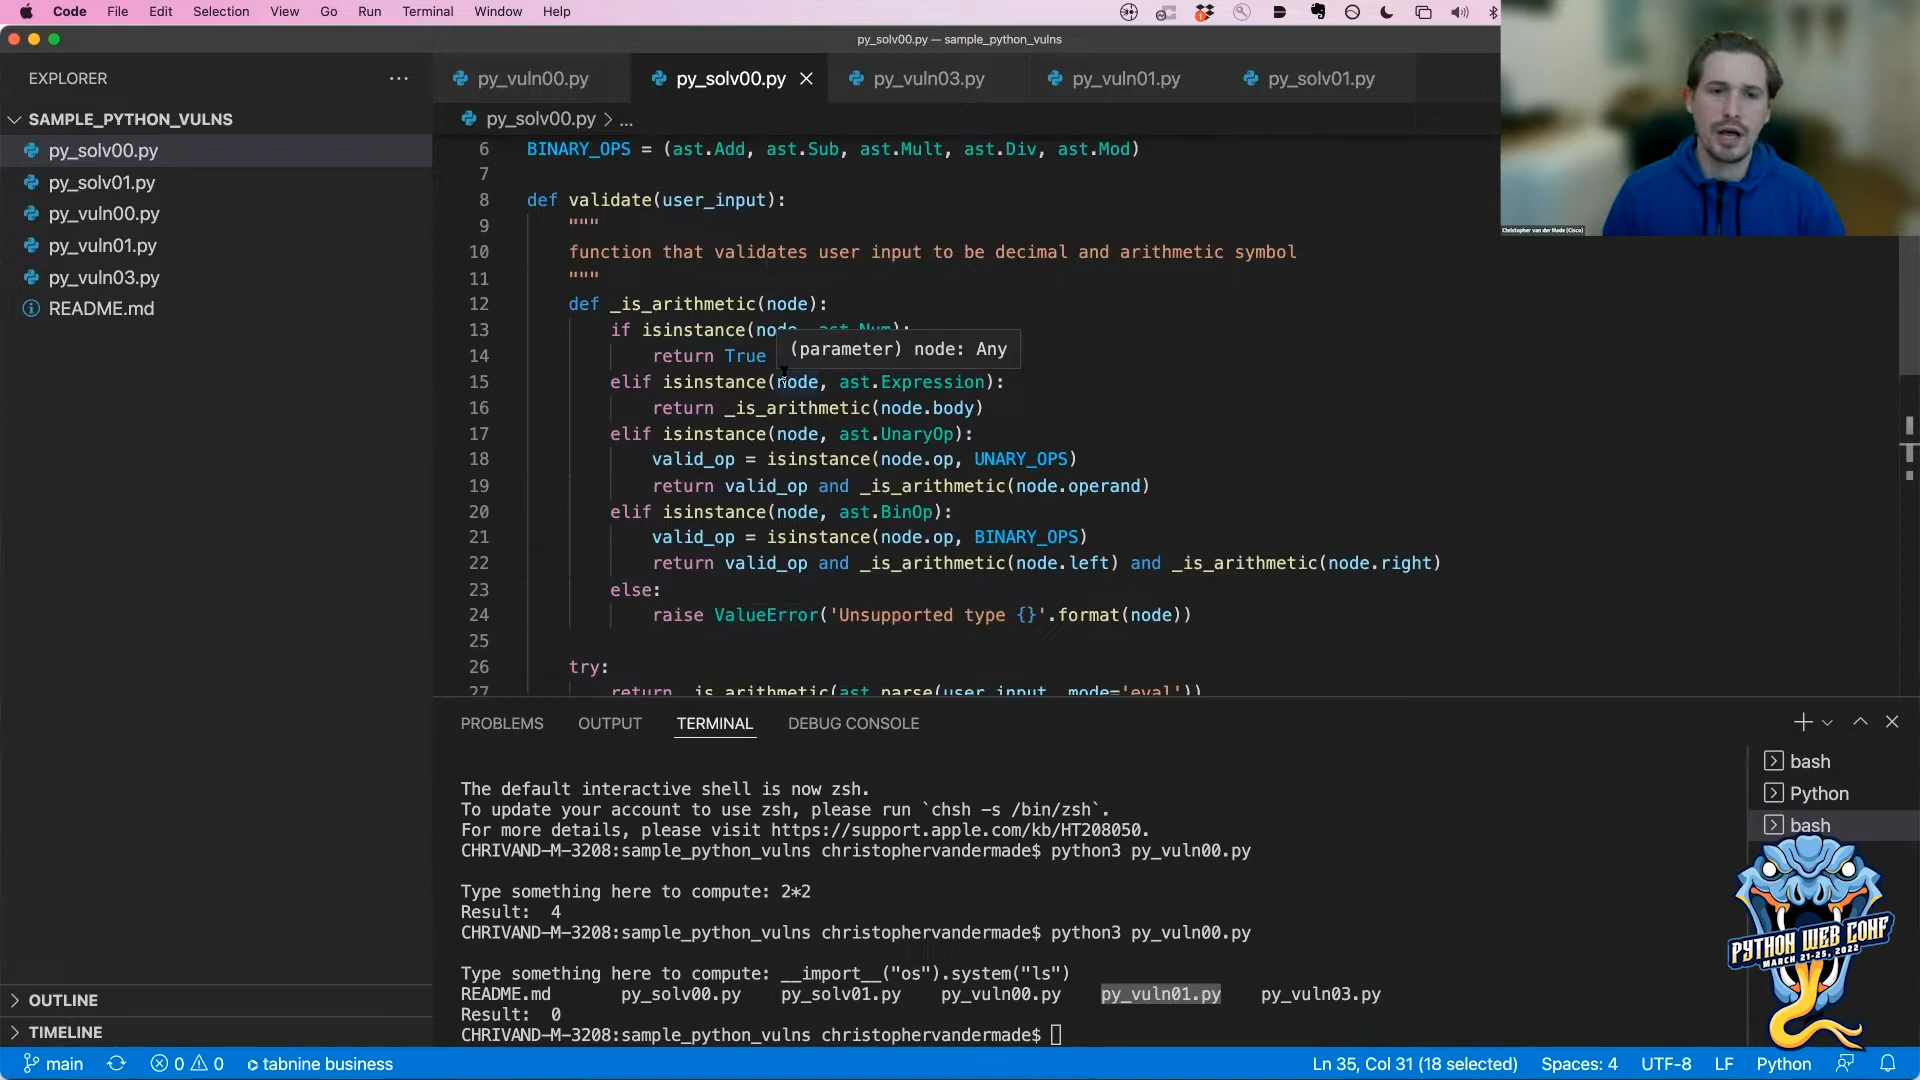 Code File Edit Selection View Go Run Terminal Window Help
py_solv00.py — sample_python_vulns
EXPLORER
SAMPLE_PYTHON_VULNS
py_solv00.py
py_solv01.py
py_vuln00.py
py_vuln01.py
py_vuln03.py
README.md
OUTLINE
TIMELINE
py_vuln00.py py_solv00.py py_vuln03.py py_vuln01.py py_solv01.py
py_solv00.py > ...
6 BINARY_OPS = (ast.Add, ast.Sub, ast.Mult, ast.Div, ast.Mod)
7
8 def validate(user_input):
9 """
10 function that validates user input to be decimal and arithmetic symbol
11 """
12 def _is_arithmetic(node):
13 if isinstance(node, ast.Num):
14 return True
(parameter) node: Any
15 elif isinstance(node, ast.Expression):
16 return _is_arithmetic(node.body)
17 elif isinstance(node, ast.UnaryOp):
18 valid_op = isinstance(node.op, UNARY_OPS)
19 return valid_op and _is_arithmetic(node.operand)
20 elif isinstance(node, ast.BinOp):
21 valid_op = isinstance(node.op, BINARY_OPS)
22 return valid_op and _is_arithmetic(node.left) and _is_arithmetic(node.right)
23 else:
24 raise ValueError('Unsupported type {}'.format(node))
25
26 try:
27 return _is_arithmetic(ast.parse(user_input, mode='eval'))
Christopher van der Made (Cisco)
PROBLEMS OUTPUT TERMINAL DEBUG CONSOLE
The default interactive shell is now zsh.
To update your account to use zsh, please run `chsh -s /bin/zsh`.
For more details, please visit https://support.apple.com/kb/HT208050.
CHRIVAND-M-3208:sample_python_vulns christophervandermade$ python3 py_vuln00.py
Type something here to compute: 2*2
Result: 4
CHRIVAND-M-3208:sample_python_vulns christophervandermade$ python3 py_vuln00.py
Type something here to compute: __import__("os").system("ls")
README.md py_solv00.py py_solv01.py py_vuln00.py py_vuln01.py py_vuln03.py
Result: 0
CHRIVAND-M-3208:sample_python_vulns christophervandermade$
bash
Python
bash
PYTHON WEB CONF
MARCH 21-25, 2022
main 0 0 tabnine business
Ln 35, Col 31 (18 selected) Spaces: 4 UTF-8 LF Python